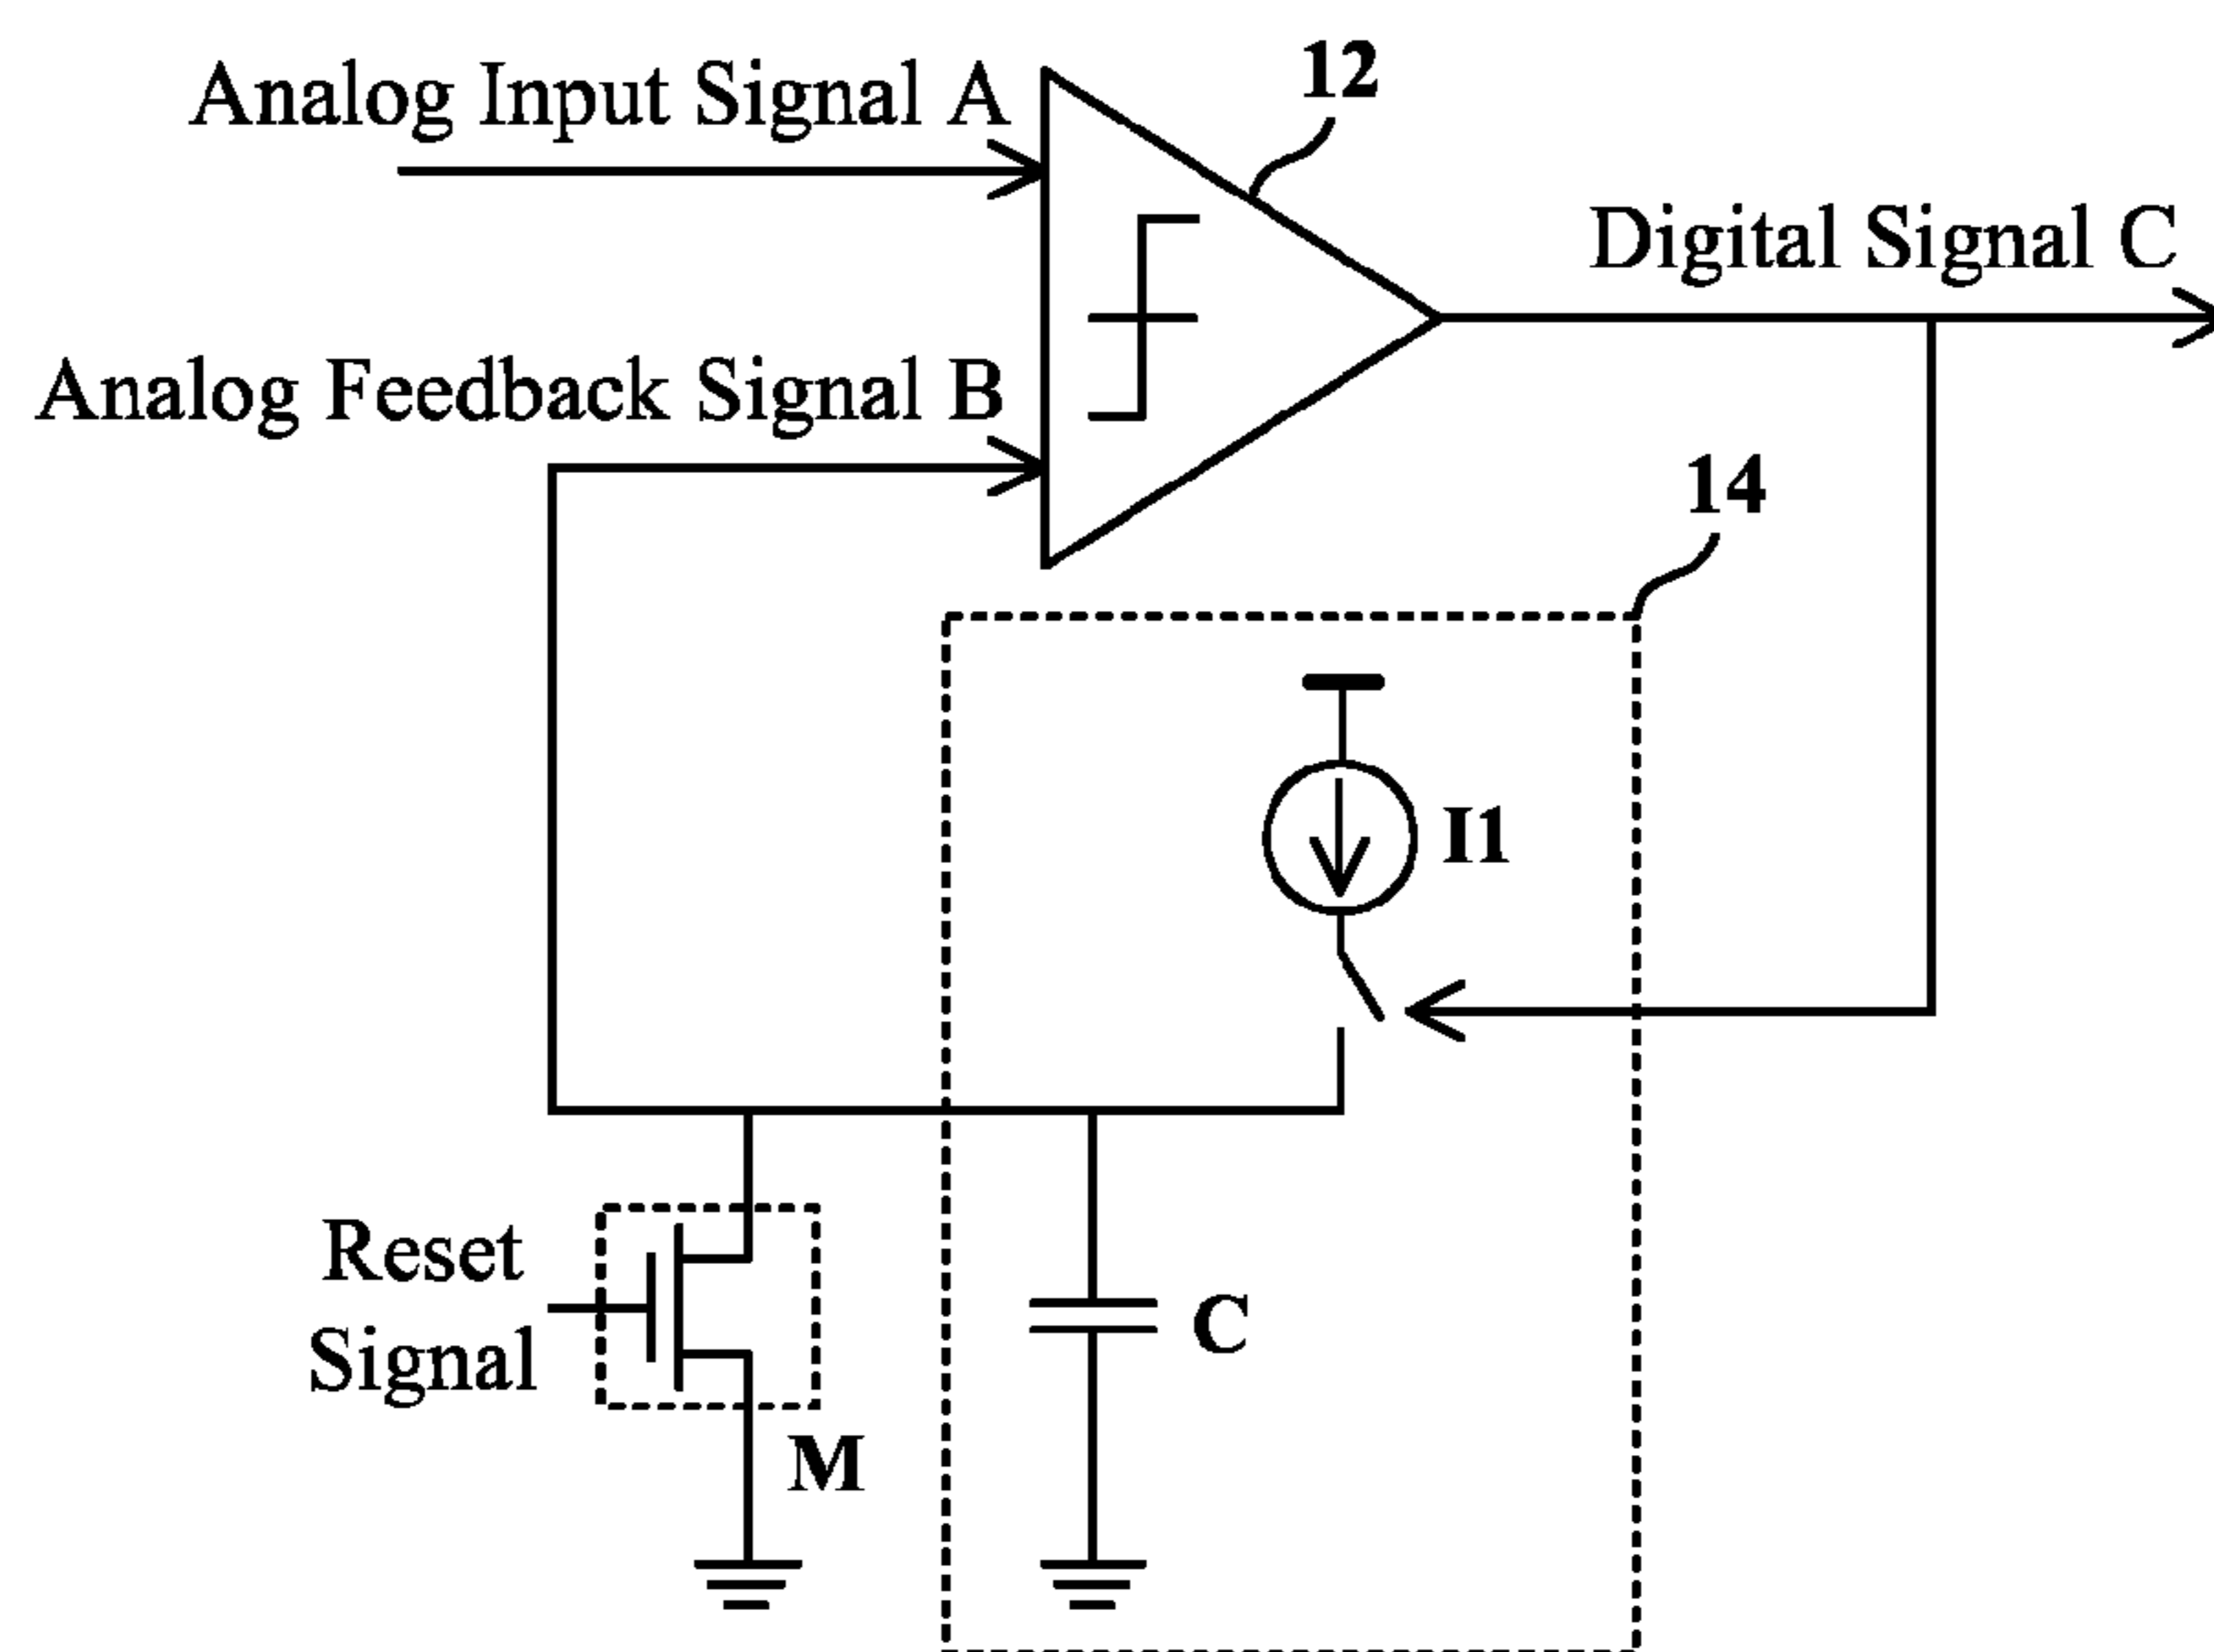 12
Analog Input Signal A
Digital Signal C
Analog Feedback Signal B
14
I1
Reset
Signal
C
M